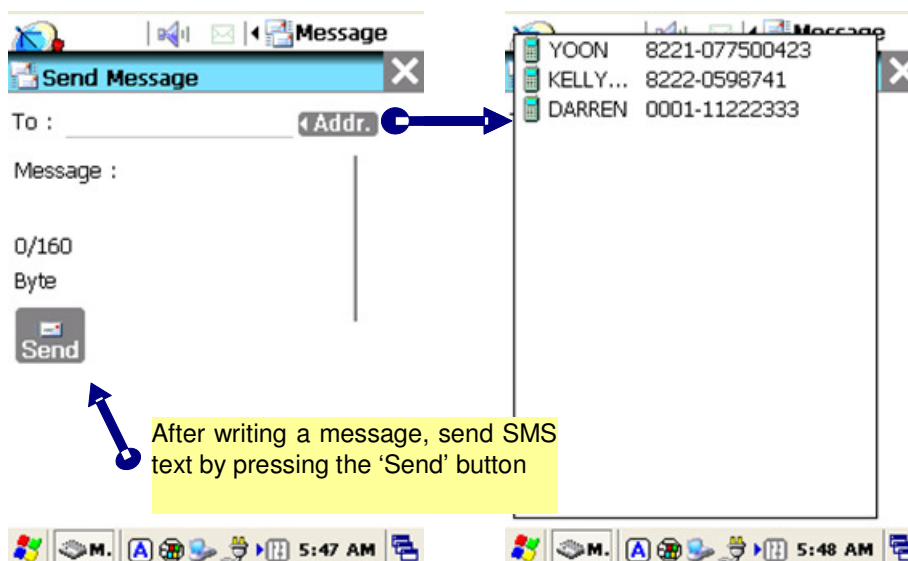 Message
Send Message
To :
Addr.
Message :
0/160
Byte
Send
After writing a message, send SMS
text by pressing the ‘Send’ button
M.
A
5:47 AM
Message
YOON 8221-077500423
KELLY... 8222-0598741
DARREN 0001-11222333
M.
A
5:48 AM